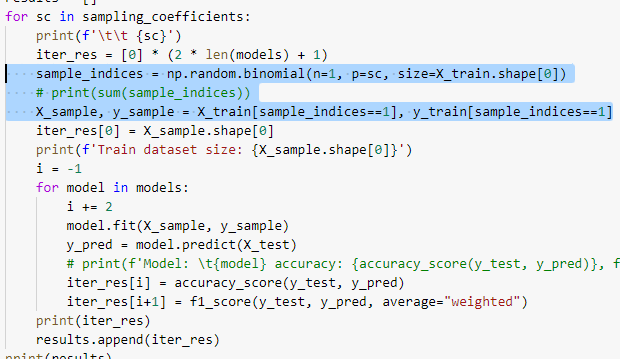 results = []
for sc in sampling_coefficients:
    print(f'\t\t {sc}')
    iter_res = [0] * (2 * len(models) + 1)
    sample_indices = np.random.binomial(n=1, p=sc, size=X_train.shape[0])
    # print(sum(sample_indices))
    X_sample, y_sample = X_train[sample_indices==1], y_train[sample_indices==1]
    iter_res[0] = X_sample.shape[0]
    print(f'Train dataset size: {X_sample.shape[0]}')
    i = -1
    for model in models:
        i += 2
        model.fit(X_sample, y_sample)
        y_pred = model.predict(X_test)
        # print(f'Model: \t{model} accuracy: {accuracy_score(y_test, y_pred)}, f
        iter_res[i] = accuracy_score(y_test, y_pred)
        iter_res[i+1] = f1_score(y_test, y_pred, average="weighted")
    print(iter_res)
    results.append(iter_res)
print(results)